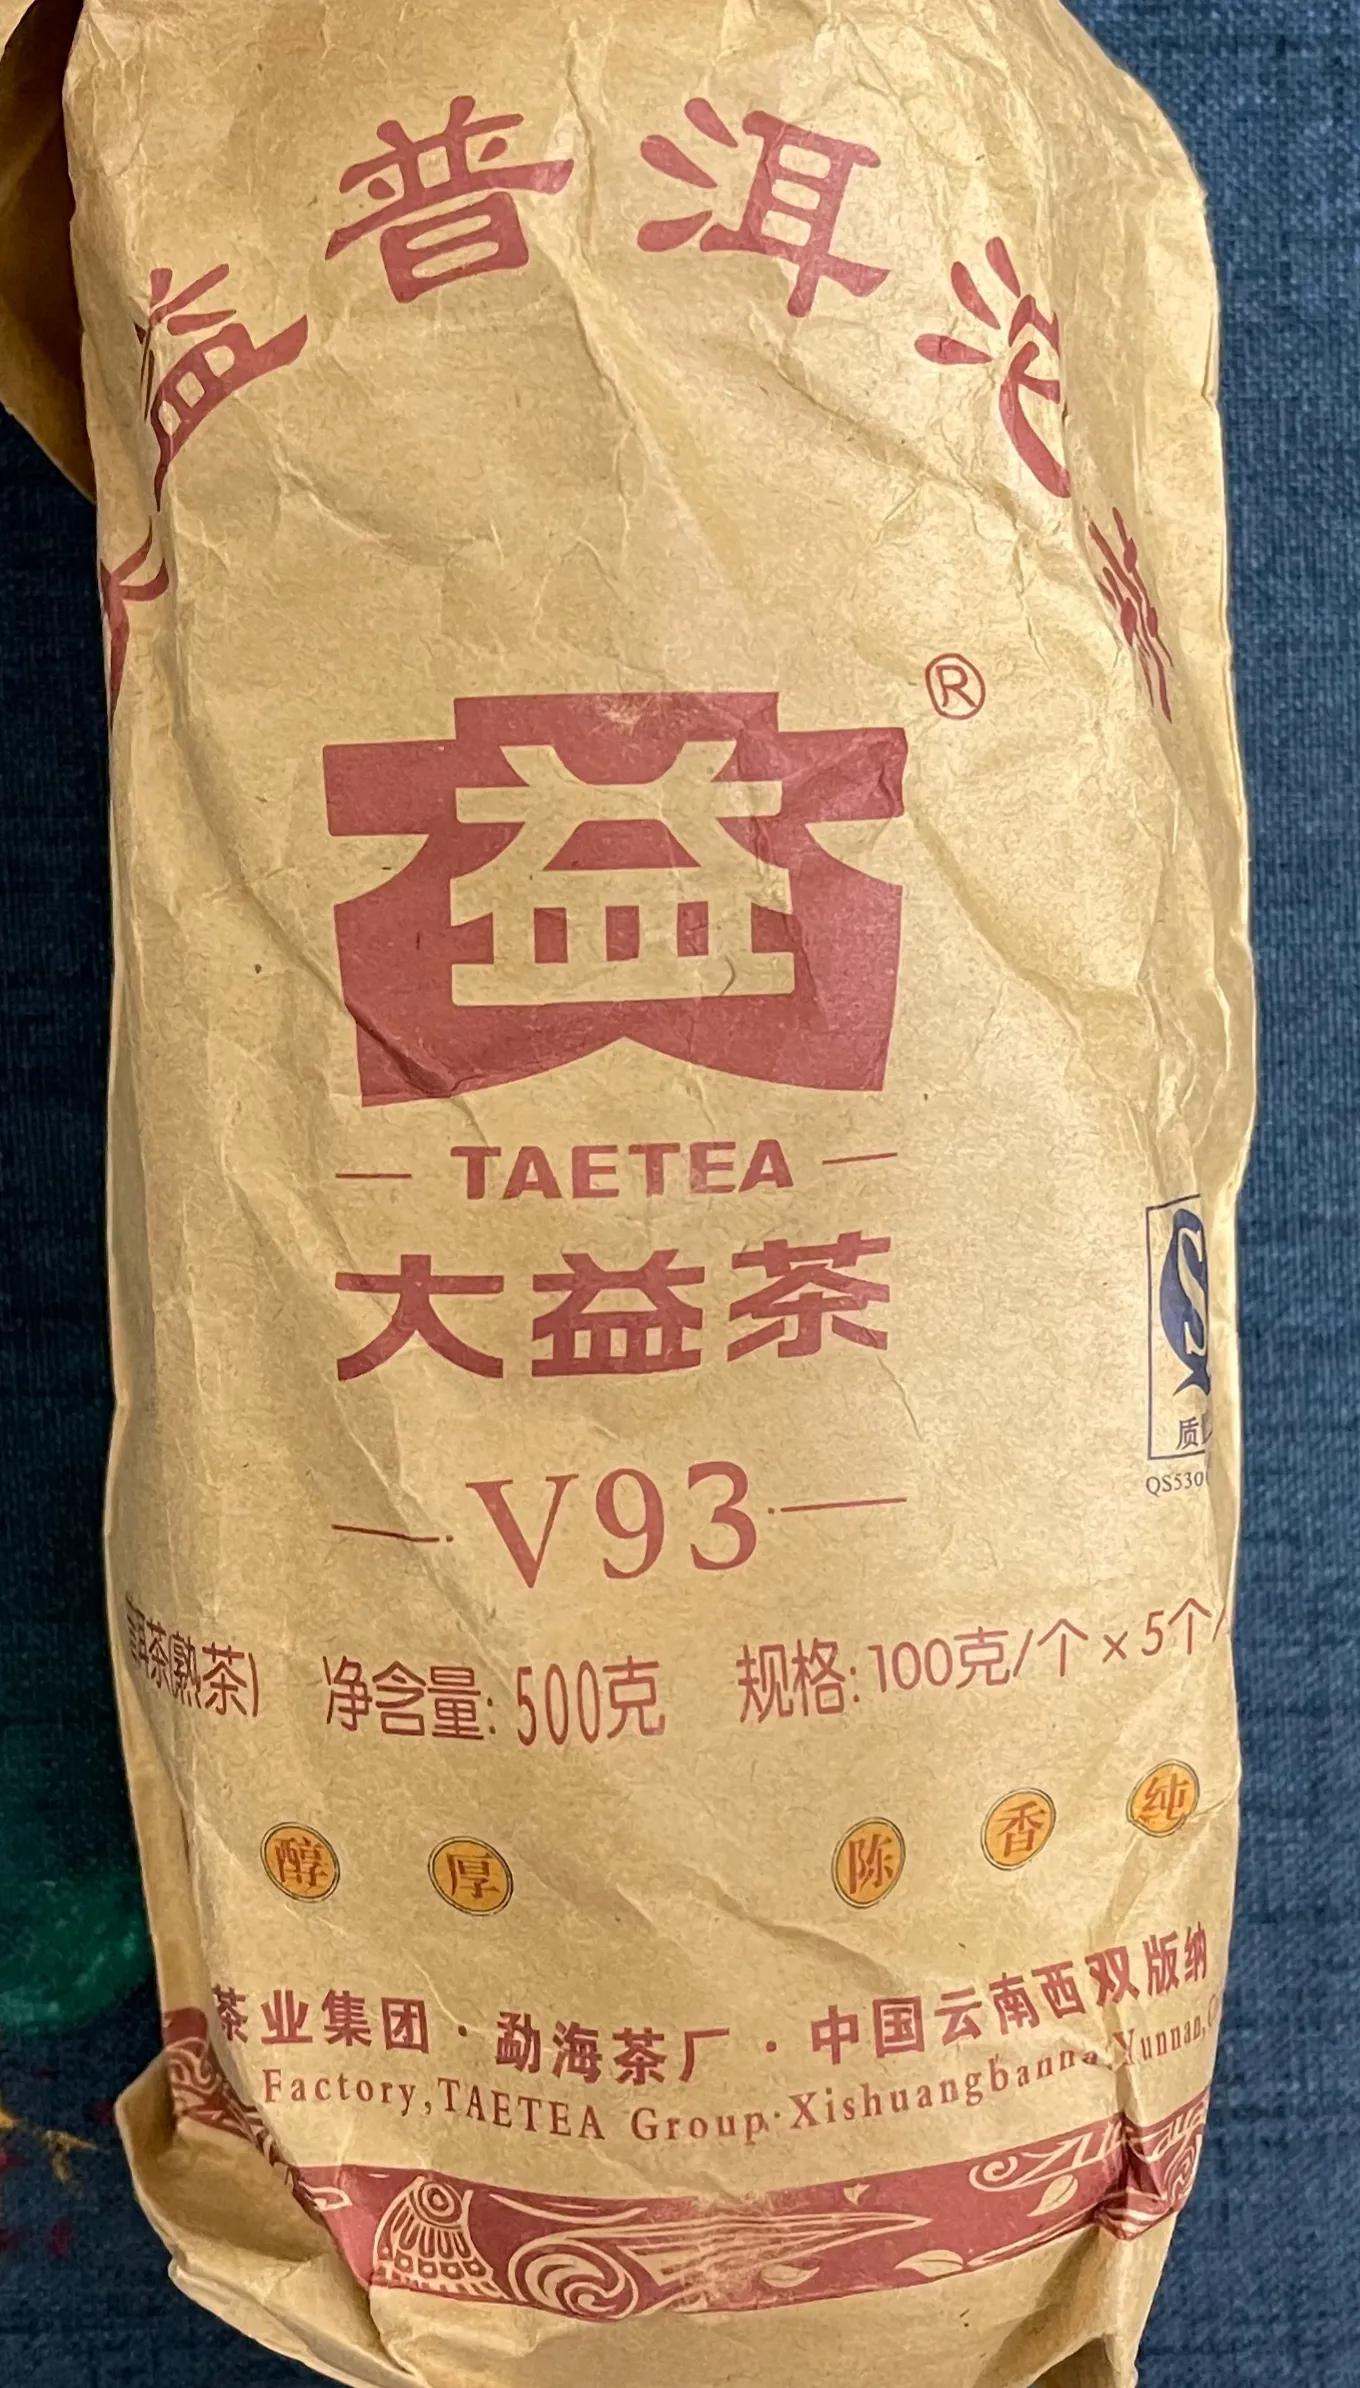 大益普洱沱茶
益
®
TAETEA
大益茶
V93
质
QS530
洱茶(熟茶) 净含量: 500克 规格: 100克/个×5个/
醇 厚 陈 香 纯
茶业集团·勐海茶厂·中国云南西双版纳
Factory, TAETEA Group·Xishuangbanna, Yunnan, C